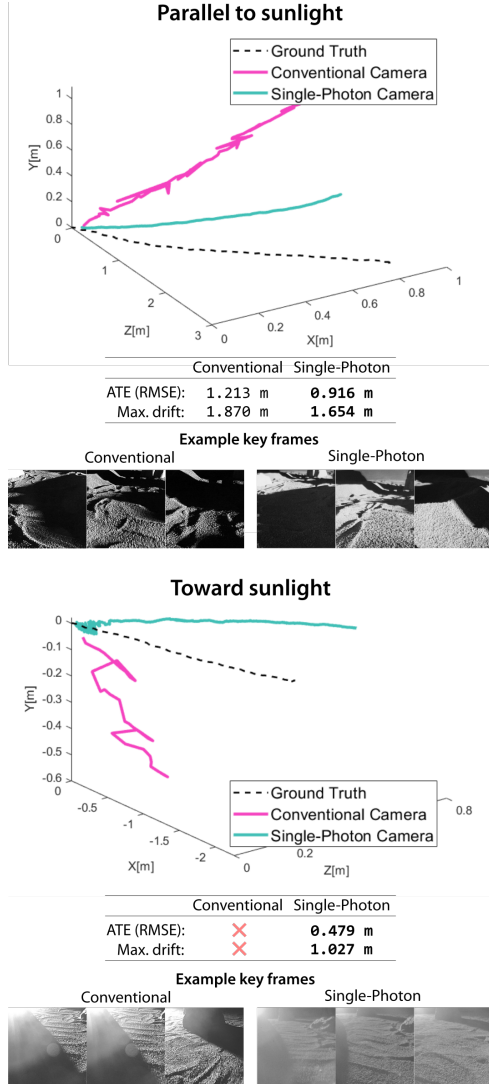 Parallel to sunlight
Ground Truth
Conventional Camera
Single-Photon Camera
1
0.8
0.6
0.4
0.2
0
Y[m]
0
1
2
3
Z[m]
0
0.2
0.4
0.6
0.8
1
X[m]
Conventional Single-Photon
ATE (RMSE): 1.213 m 0.916 m
Max. drift: 1.870 m 1.654 m
Example key frames
Conventional Single-Photon
Toward sunlight
0
-0.1
-0.2
-0.3
-0.4
-0.5
-0.6
Y[m]
0
-0.5
-1
-1.5
-2
X[m]
Ground Truth
Conventional Camera
Single-Photon Camera
0
0.2
0.8
Z[m]
Conventional Single-Photon
ATE (RMSE): ✕ 0.479 m
Max. drift: ✕ 1.027 m
Example key frames
Conventional Single-Photon